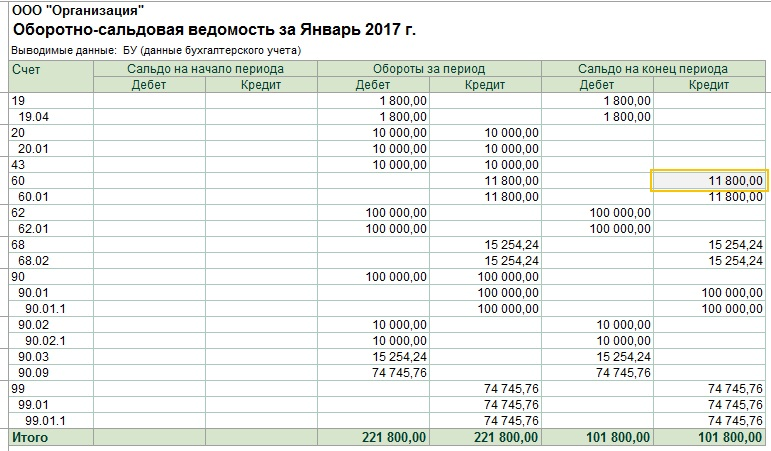 ООО "Организация"
Оборотно-сальдовая ведомость за Январь 2017 г.
Выводимые данные: БУ (данные бухгалтерского учета)
Счет Сальдо на начало периода Обороты за период Сальдо на конец периода
Дебет Кредит Дебет Кредит Дебет Кредит
19 1 800,00 1 800,00
19.04 1 800,00 1 800,00
20 10 000,00 10 000,00
20.01 10 000,00 10 000,00
43 10 000,00 10 000,00
60 11 800,00 11 800,00
60.01 11 800,00 11 800,00
62 100 000,00 100 000,00
62.01 100 000,00 100 000,00
68 15 254,24 15 254,24
68.02 15 254,24 15 254,24
90 100 000,00 100 000,00
90.01 100 000,00 100 000,00
90.01.1 100 000,00 100 000,00
90.02 10 000,00 10 000,00
90.02.1 10 000,00 10 000,00
90.03 15 254,24 15 254,24
90.09 74 745,76 74 745,76
99 74 745,76 74 745,76
99.01 74 745,76 74 745,76
99.01.1 74 745,76 74 745,76
Итого 221 800,00 221 800,00 101 800,00 101 800,00